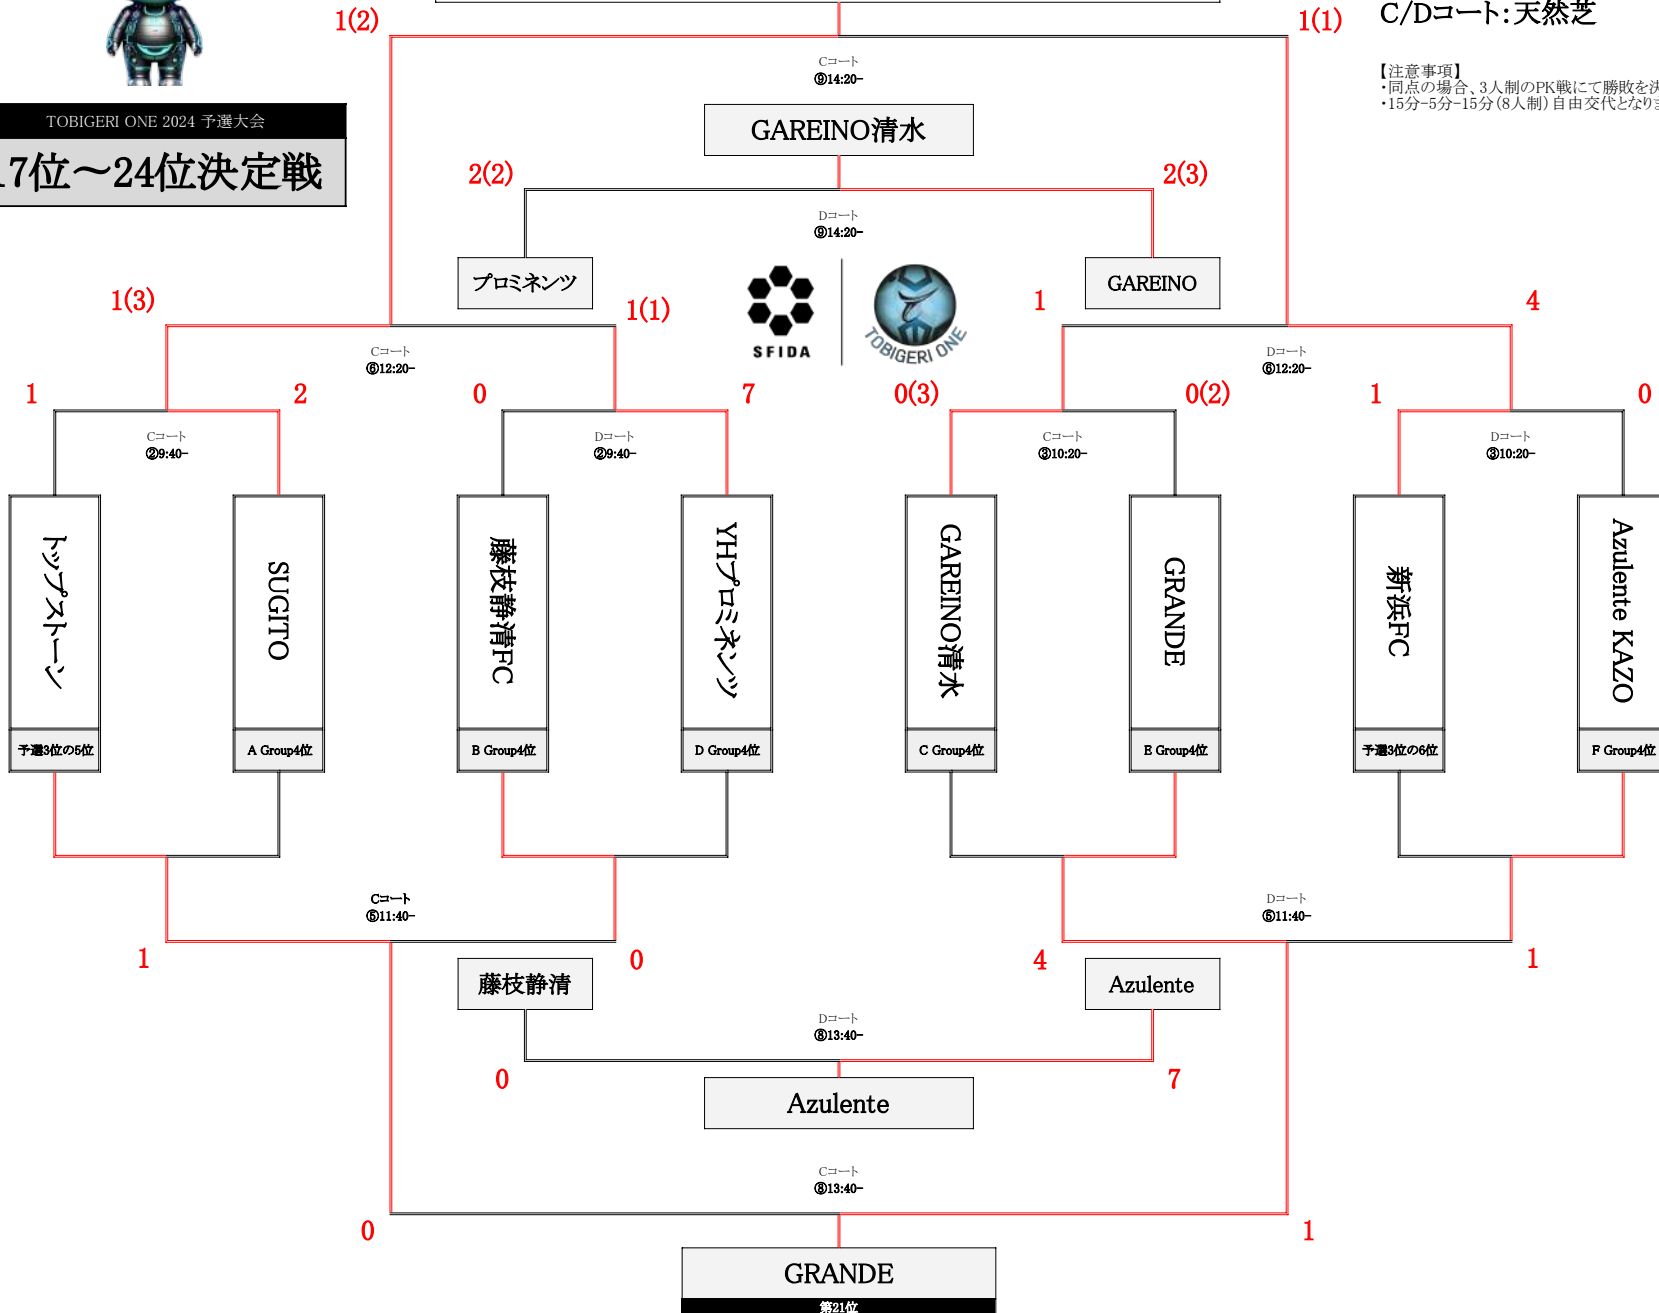 1(2)
1(1)
C/Dコート：天然芝
Cコート
⑨14:20-
【注意事項】
・同点の場合、3人制のPK戦にて勝敗を決
・15分-5分-15分（8人制）自由交代となりま
TOBIGERI ONE 2024 予選大会
17位～24位決定戦
GAREINO清水
2(2)
2(3)
Dコート
⑨14:20-
プロミネンツ
GAREINO
SFIDA
TOBIGERI ONE
1(3)
1(1)
1
4
Cコート
⑥12:20-
Dコート
⑥12:20-
1
2
0
7
0(3)
0(2)
1
0
Cコート
②9:40-
Dコート
②9:40-
Cコート
③10:20-
Dコート
③10:20-
トップストーン
SUGITO
藤枝静清FC
YHプロミネンツ
GAREINO清水
GRANDE
新浜FC
Azulente KAZO
予選3位の5位
A Group4位
B Group4位
D Group4位
C Group4位
E Group4位
予選3位の6位
F Group4位
Cコート
⑤11:40-
Dコート
⑤11:40-
1
0
4
1
藤枝静清
Azulente
Dコート
⑧13:40-
0
7
Azulente
Cコート
⑧13:40-
0
1
GRANDE
第21位